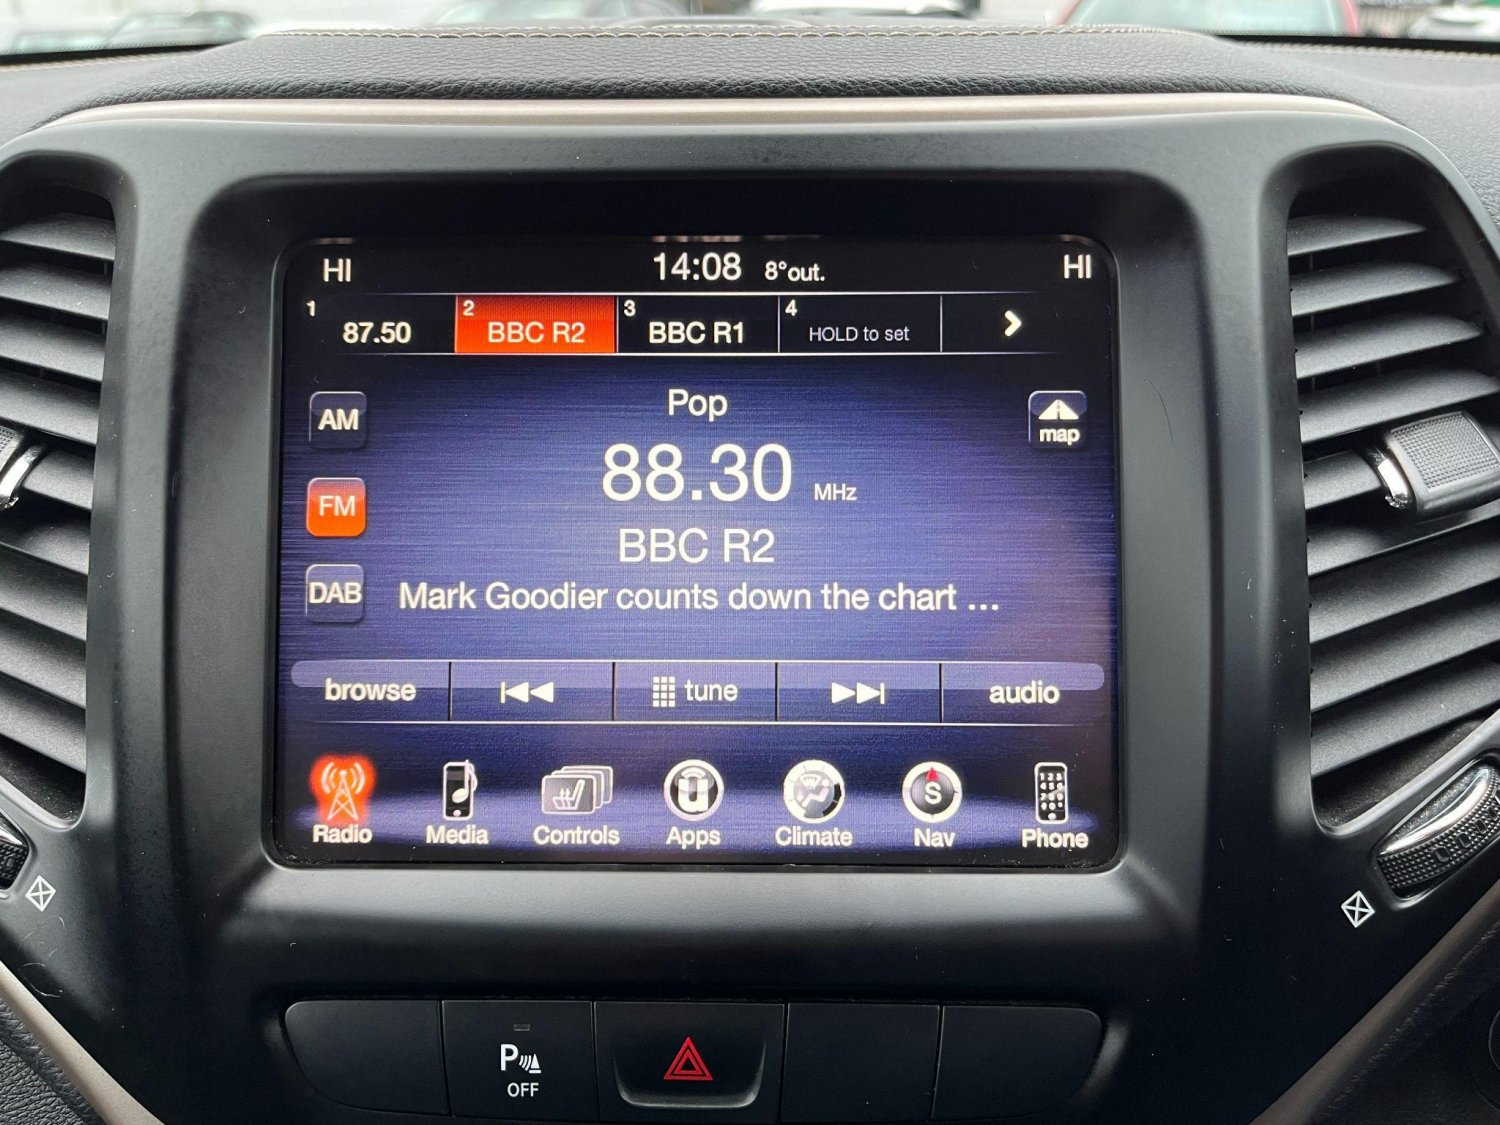 HI 14:08 8°out. HI
1 87.50 2 BBC R2 3 BBC R1 4 HOLD to set
Pop
AM
map
88.30 MHz
FM
BBC R2
DAB
Mark Goodier counts down the chart ...
browse tune audio
Radio Media Controls Apps Climate Nav Phone
S
P
OFF